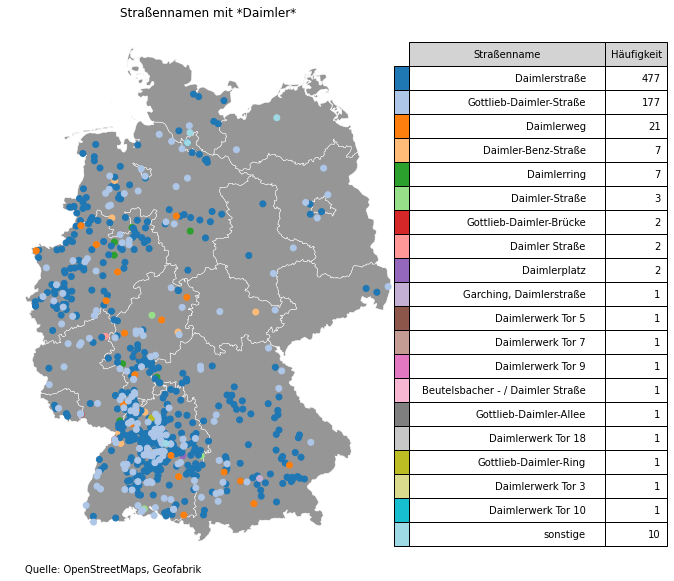 Straßennamen mit *Daimler*
Straßenname Häufigkeit
Daimlerstraße 477
Gottlieb-Daimler-Straße 177
Daimlerweg 21
Daimler-Benz-Straße 7
Daimlerring 7
Daimler-Straße 3
Gottlieb-Daimler-Brücke 2
Daimler Straße 2
Daimlerplatz 2
Garching, Daimlerstraße 1
Daimlerwerk Tor 5 1
Daimlerwerk Tor 7 1
Daimlerwerk Tor 9 1
Beutelsbacher - / Daimler Straße 1
Gottlieb-Daimler-Allee 1
Daimlerwerk Tor 18 1
Gottlieb-Daimler-Ring 1
Daimlerwerk Tor 3 1
Daimlerwerk Tor 10 1
sonstige 10
Quelle: OpenStreetMaps, Geofabrik